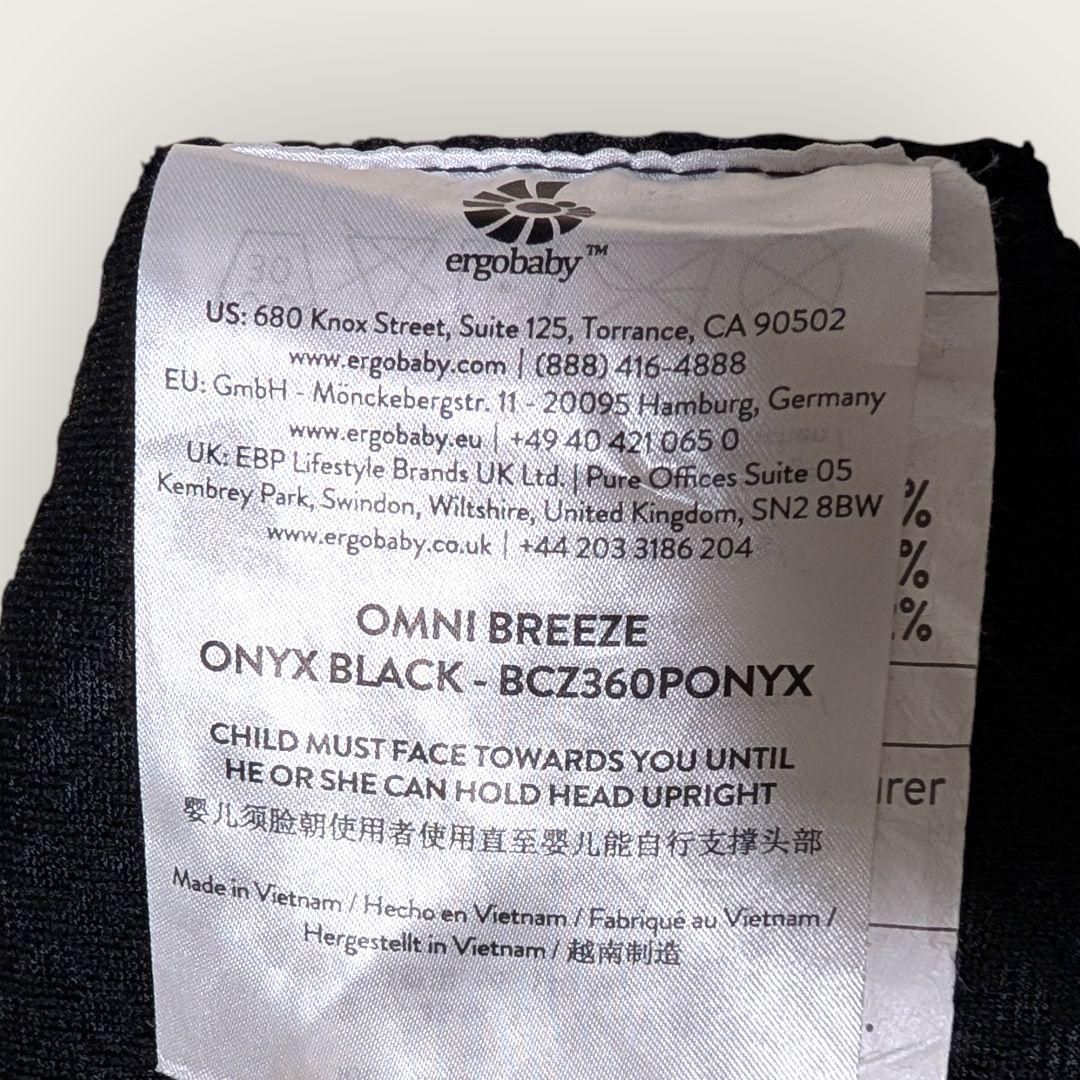 ergobaby™
US: 680 Knox Street, Suite 125, Torrance, CA 90502
www.ergobaby.com | (888) 416-4888
EU: GmbH - Mönckebergstr. 11 - 20095 Hamburg, Germany
www.ergobaby.eu | +49 40 421 065 0
UK: EBP Lifestyle Brands UK Ltd. | Pure Offices Suite 05
Kembrey Park, Swindon, Wiltshire, United Kingdom, SN2 8BW
www.ergobaby.co.uk | +44 203 3186 204
OMNI BREEZE
ONYX BLACK - BCZ360PONYX
CHILD MUST FACE TOWARDS YOU UNTIL
HE OR SHE CAN HOLD HEAD UPRIGHT
婴儿须脸朝使用者使用直至婴儿能自行支撑头部
Made in Vietnam / Hecho en Vietnam / Fabriqué au Vietnam /
Hergestellt in Vietnam / 越南制造
%
%
%